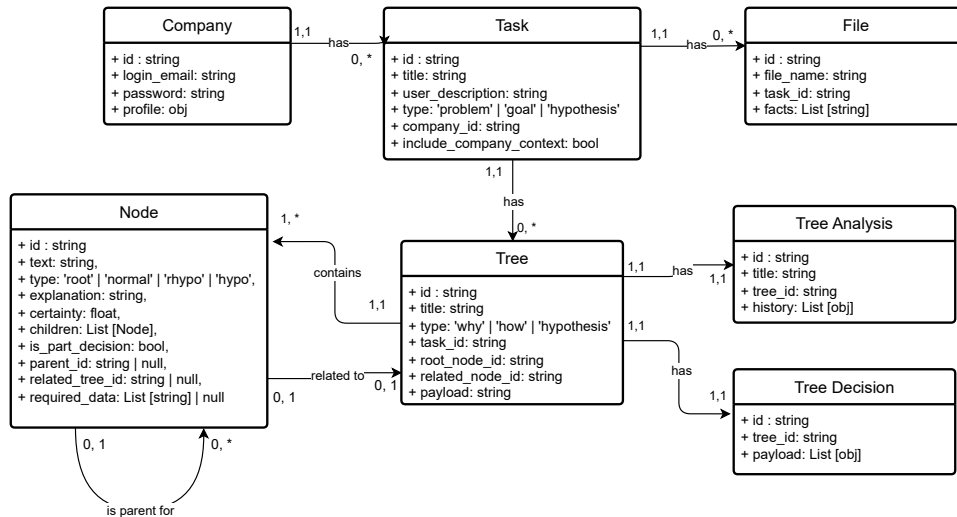 Company
+ id : string
+ login_email: string
+ password: string
+ profile: obj
1,1
has
0, *
Task
+ id : string
+ title: string
+ user_description: string
+ type: 'problem' | 'goal' | 'hypothesis'
+ company_id: string
+ include_company_context: bool
1,1
has
0, *
File
+ id : string
+ file_name: string
+ task_id: string
+ facts: List [string]
1,1
has
0, *
Node
+ id : string
+ text: string,
+ type: 'root' | 'normal' | 'rhypo' | 'hypo',
+ explanation: string,
+ certainty: float,
+ children: List [Node],
+ is_part_decision: bool,
+ parent_id: string | null,
+ related_tree_id: string | null,
+ required_data: List [string] | null
1, *
contains
1,1
related to
0, 1
0, 1
0, 1
0, *
is parent for
Tree
+ id : string
+ title: string
+ type: 'why' | 'how' | 'hypothesis'
+ task_id: string
+ root_node_id: string
+ related_node_id: string
+ payload: string
1,1
has
1,1
Tree Analysis
+ id : string
+ title: string
+ tree_id: string
+ history: List [obj]
1,1
has
1,1
Tree Decision
+ id : string
+ tree_id: string
+ payload: List [obj]